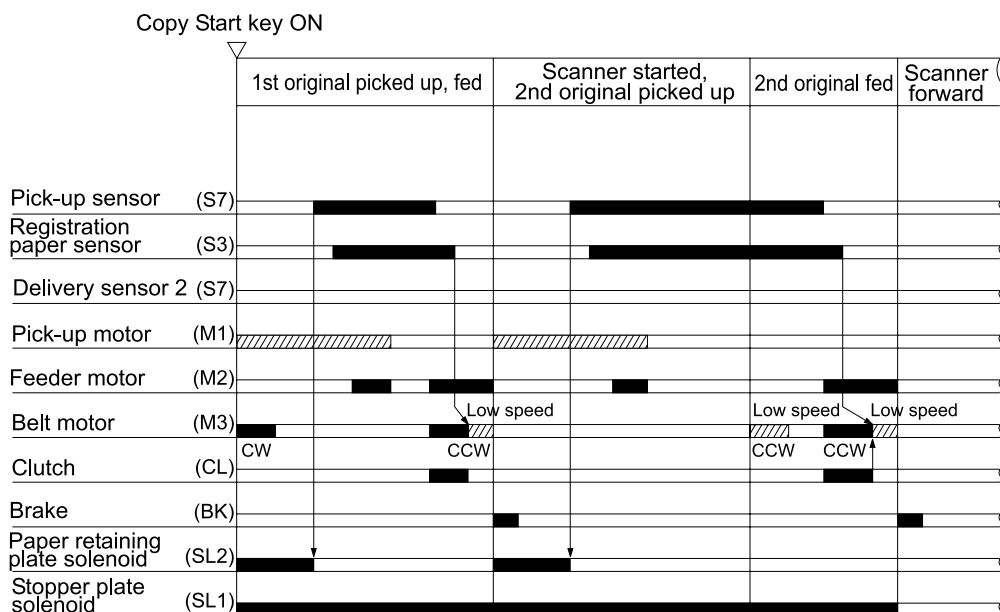 Copy Start key ON
1st original picked up, fed
Scanner started,
2nd original picked up
2nd original fed
Scanner
forward
Pick-up sensor (S7)
Registration
paper sensor (S3)
Delivery sensor 2 (S7)
Pick-up motor (M1)
Feeder motor (M2)
Low speed
Low speed
Low speed
Belt motor (M3)
CW
CCW
CCW
CCW
Clutch (CL)
Brake (BK)
Paper retaining
plate solenoid (SL2)
Stopper plate
solenoid (SL1)